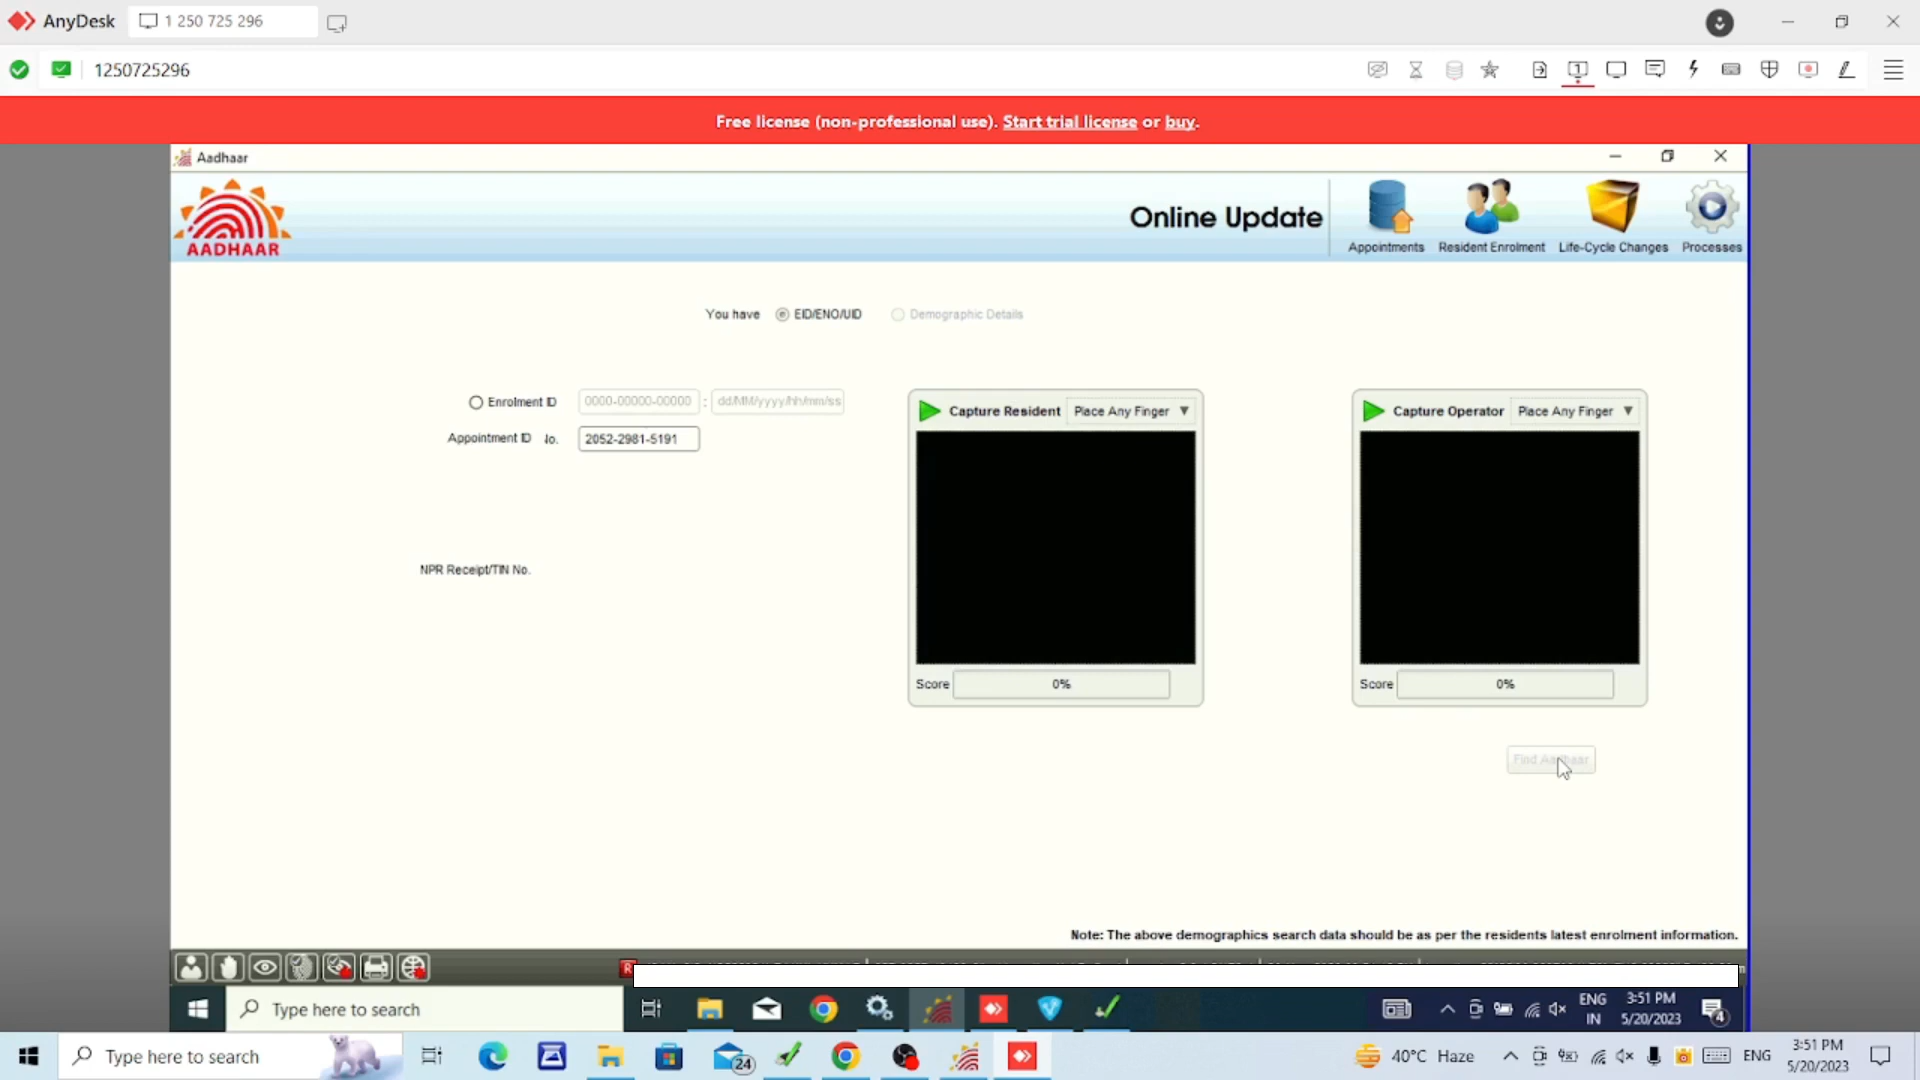 AnyDesk 1 250 725 296
1250725296
Free license (non-professional use). Start trial license or buy.
Aadhaar
AADHAAR
Online Update
Appointments Resident Enrolment Life-Cycle Changes Processes
You have EID/ENO/UID Demographic Details
Enrolment ID 0000-00000-00000 : dd/MM/yyyy/hh/mm/ss
Appointment ID lo. 2052-2981-5191
NPR Receipt/TIN No.
Capture Resident Place Any Finger
Score 0%
Capture Operator Place Any Finger
Score 0%
Find Aadhaar
Note: The above demographics search data should be as per the residents latest enrolment information.
R
Type here to search
ENG
IN
3:51 PM
5/20/2023
4
Type here to search
24
40°C Haze
ENG
3:51 PM
5/20/2023